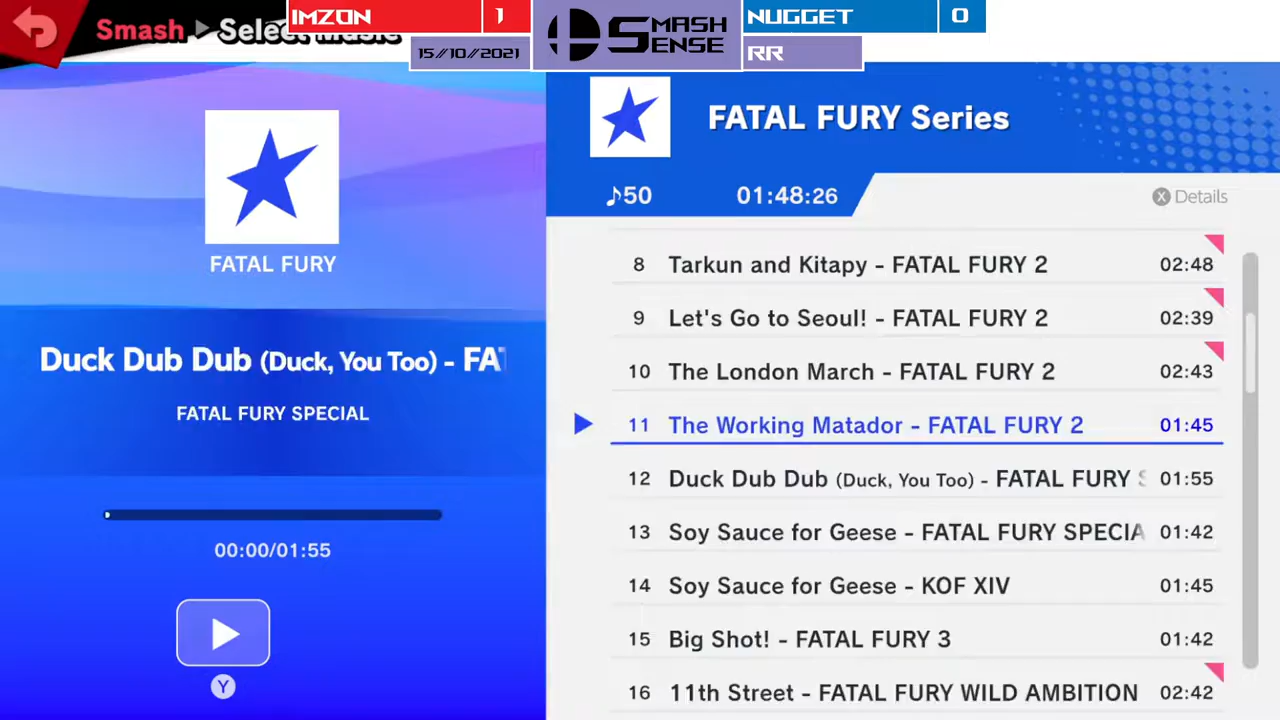 IMZON 1
SMASH SENSE
NUGGET 0
Smash ▶ Select Music
15/10/2021
RR
FATAL FURY
Duck Dub Dub (Duck, You Too) - FAT
FATAL FURY SPECIAL
00:00/01:55
Y
FATAL FURY Series
♪50 01:48:26
X Details
8 Tarkun and Kitapy - FATAL FURY 2 02:48
9 Let's Go to Seoul! - FATAL FURY 2 02:39
10 The London March - FATAL FURY 2 02:43
11 The Working Matador - FATAL FURY 2 01:45
12 Duck Dub Dub (Duck, You Too) - FATAL FURY S 01:55
13 Soy Sauce for Geese - FATAL FURY SPECIA 01:42
14 Soy Sauce for Geese - KOF XIV 01:45
15 Big Shot! - FATAL FURY 3 01:42
16 11th Street - FATAL FURY WILD AMBITION 02:42